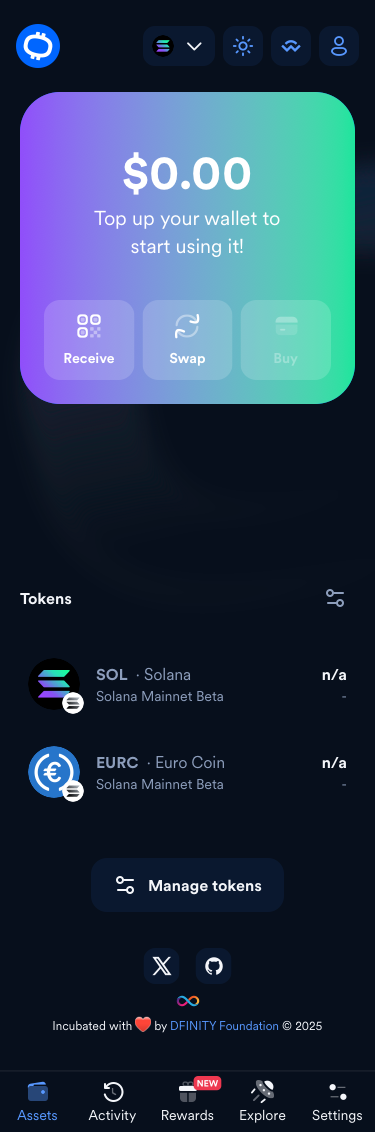 $0.00
Top up your wallet to
start using it!
Receive
Swap
Buy
Tokens
SOL · Solana
n/a
Solana Mainnet Beta
-
EURC · Euro Coin
n/a
Solana Mainnet Beta
-
Manage tokens
Incubated with ❤️ by DFINITY Foundation © 2025
NEW
Assets
Activity
Rewards
Explore
Settings